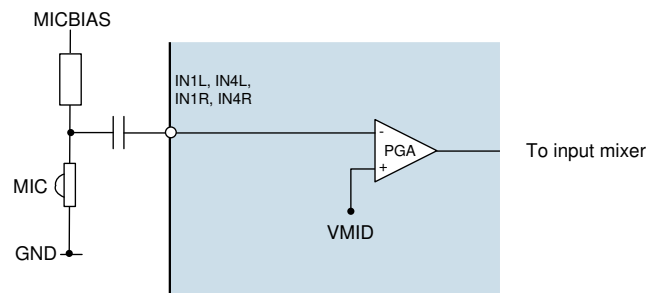 MICBIAS
IN1L, IN4L,
IN1R, IN4R
-
PGA
+
To input mixer
MIC
VMID
GND